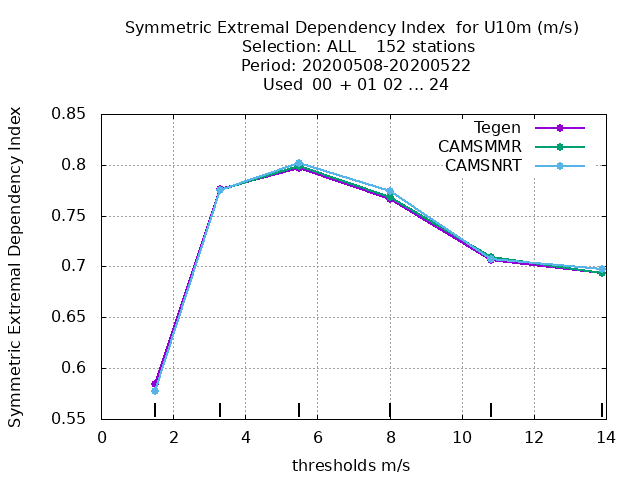 Symmetric Extremal Dependency Index  for U10m (m/s)
Selection: ALL    152 stations
Period: 20200508-20200522
Used  00 + 01 02 ... 24
Symmetric Extremal Dependency Index
0.85
0.8
0.75
0.7
0.65
0.6
0.55
Tegen
CAMSMMR
CAMSNRT
0 2 4 6 8 10 12 14
thresholds m/s